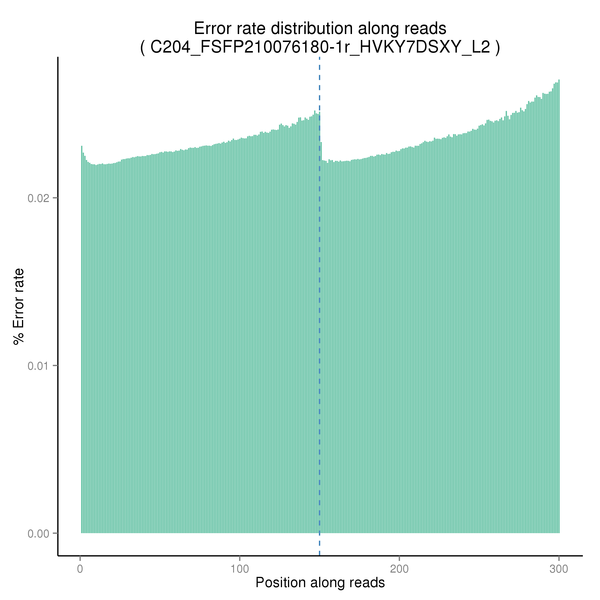 Error rate distribution along reads
( C204_FSFP210076180-1r_HVKY7DSXY_L2 )
% Error rate
0.02
0.01
0.00
0
100
200
300
Position along reads